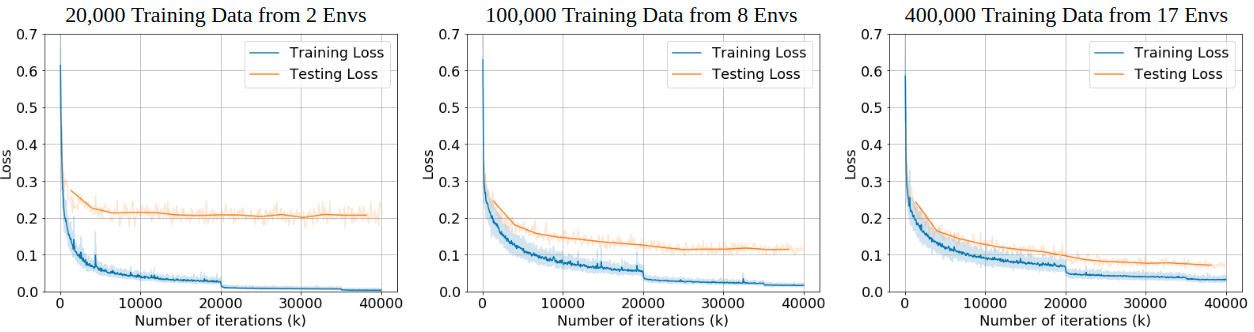 20,000 Training Data from 2 Envs
0.7
0.6
0.5
0.4
0.3
0.2
0.1
0.0
Loss
Training Loss
Testing Loss
0 10000 20000 30000 40000
Number of iterations (k)
100,000 Training Data from 8 Envs
0.7
0.6
0.5
0.4
0.3
0.2
0.1
0.0
Loss
Training Loss
Testing Loss
0 10000 20000 30000 40000
Number of iterations (k)
400,000 Training Data from 17 Envs
0.7
0.6
0.5
0.4
0.3
0.2
0.1
0.0
Loss
Training Loss
Testing Loss
0 10000 20000 30000 40000
Number of iterations (k)